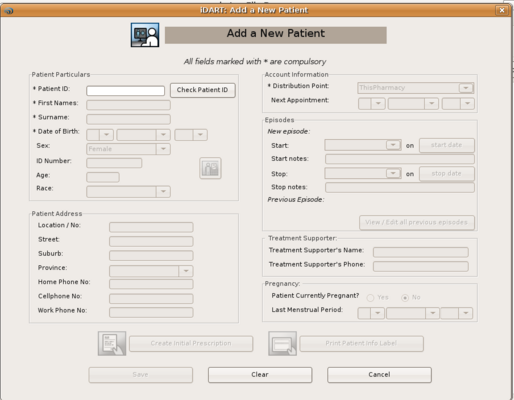 iDART: Add a New Patient
Add a New Patient
All fields marked with * are compulsory
Patient Particulars
* Patient ID:
Check Patient ID
* First Names:
* Surname:
* Date of Birth:
Sex:
Female
ID Number:
Age:
Race:
Patient Address
Location / No:
Street:
Suburb:
Province:
Home Phone No:
Cellphone No:
Work Phone No:
Account Information
* Distribution Point:
ThisPharmacy
Next Appointment:
Episodes
New episode:
Start:
on
start date
Start notes:
Stop:
on
stop date
Stop notes:
Previous Episode:
View / Edit all previous episodes
Treatment Supporter:
Treatment Supporter's Name:
Treatment Supporter's Phone:
Pregnancy:
Patient Currently Pregnant?
Yes
No
Last Menstrual Period:
Create Initial Prescription
Print Patient Info Label
Save
Clear
Cancel